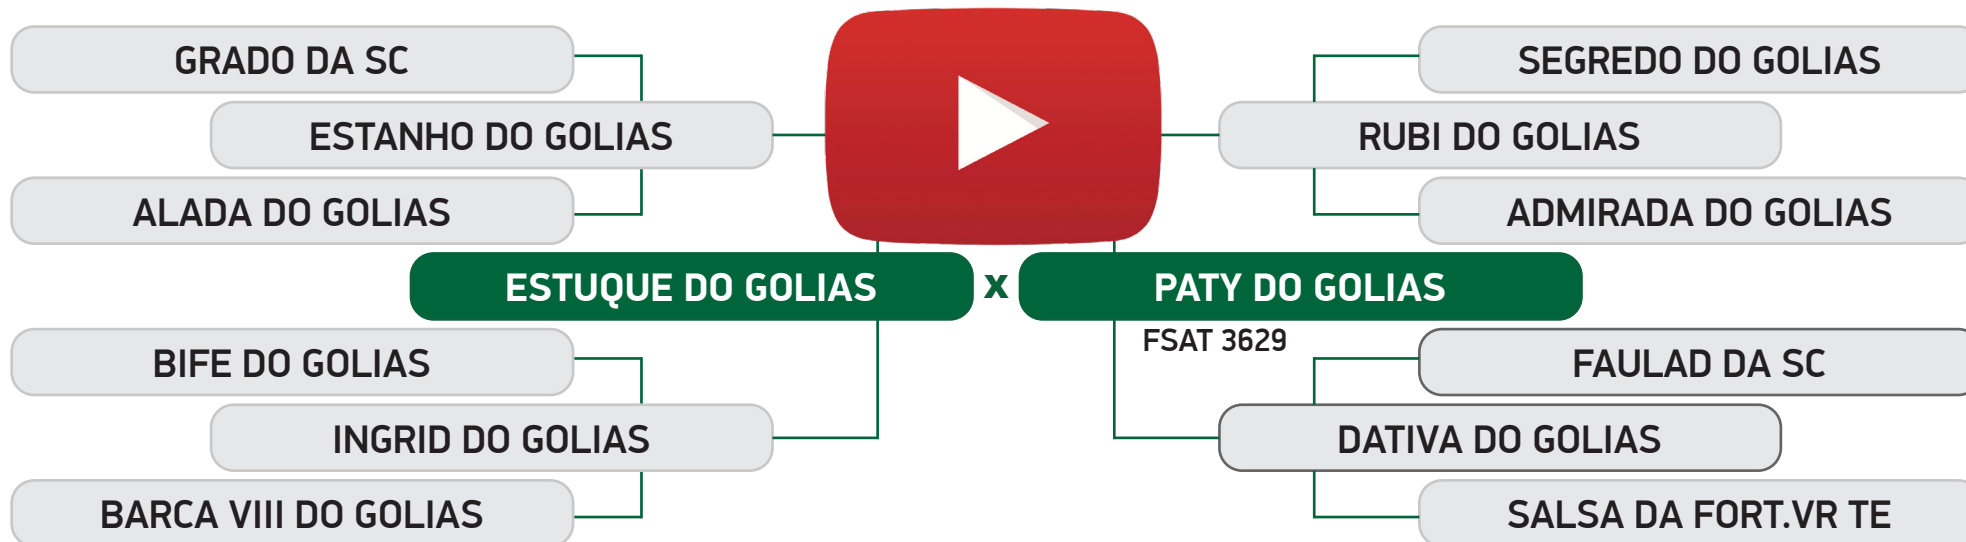 GRADO DA SC
SEGREDO DO GOLIAS
ESTANHO DO GOLIAS
RUBI DO GOLIAS
ALADA DO GOLIAS
ADMIRADA DO GOLIAS
ESTUQUE DO GOLIAS x PATY DO GOLIAS
FSAT 3629
BIFE DO GOLIAS
FAULAD DA SC
INGRID DO GOLIAS
DATIVA DO GOLIAS
BARCA VIII DO GOLIAS
SALSA DA FORT.VR TE